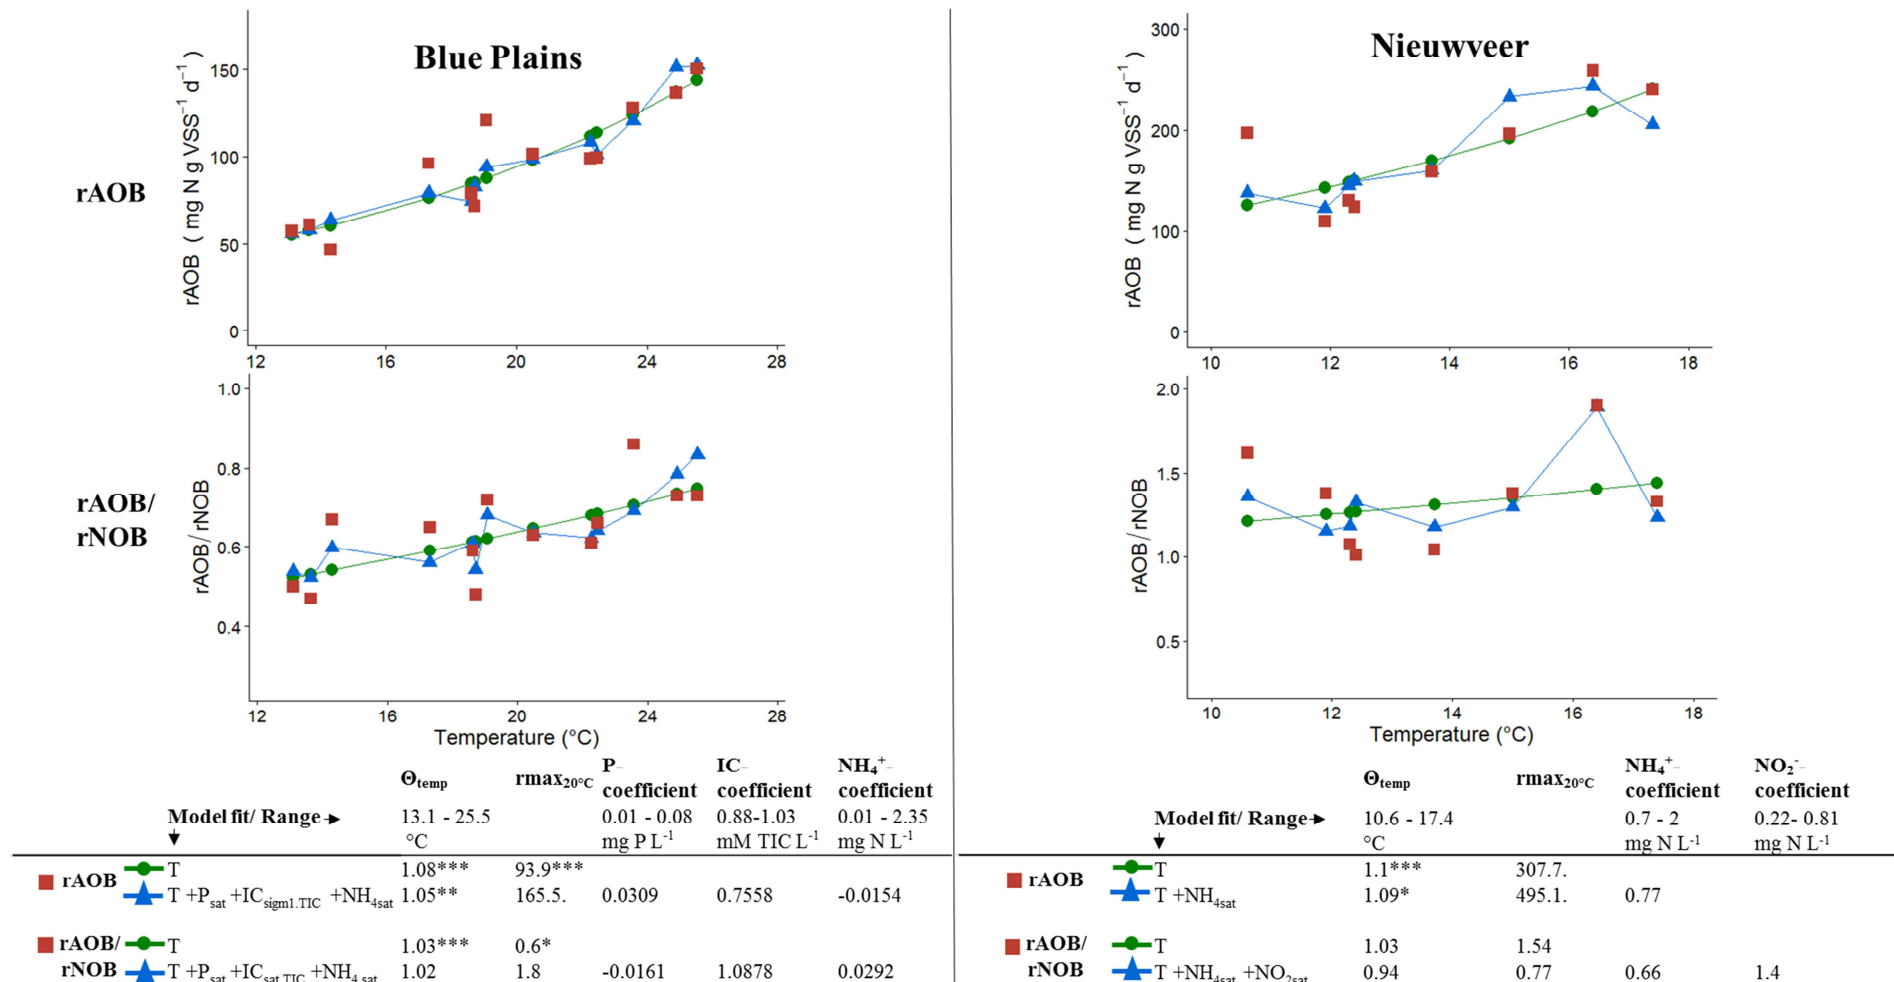 Blue Plains
rAOB
rAOB ( mg N g VSS⁻¹ d⁻¹ )
150
100
50
0
12 16 20 24 28
rAOB/
rNOB
rAOB/rNOB
1.0
0.8
0.6
0.4
12 16 20 24 28
Temperature (°C)
Θtemp rmax20°C P- coefficient IC- coefficient NH₄⁺- coefficient
Model fit/ Range 13.1 - 25.5 °C 0.01 - 0.08 mg P L⁻¹ 0.88-1.03 mM TIC L⁻¹ 0.01 - 2.35 mg N L⁻¹
rAOB T 1.08*** 93.9***
T +Psat +ICsigm1.TIC +NH4sat 1.05** 165.5. 0.0309 0.7558 -0.0154
rAOB/ T 1.03*** 0.6*
rNOB T +Psat +ICsat.TIC +NH4 sat 1.02 1.8 -0.0161 1.0878 0.0292
Nieuwveer
rAOB ( mg N g VSS⁻¹ d⁻¹ )
300
200
100
0
10 12 14 16 18
rAOB/rNOB
2.0
1.5
1.0
0.5
10 12 14 16 18
Temperature (°C)
Θtemp rmax20°C NH₄⁺- coefficient NO₂⁻- coefficient
Model fit/ Range 10.6 - 17.4 °C 0.7 - 2 mg N L⁻¹ 0.22- 0.81 mg N L⁻¹
rAOB T 1.1*** 307.7.
T +NH4sat 1.09* 495.1. 0.77
rAOB/ T 1.03 1.54
rNOB T +NH4sat +NO2sat 0.94 0.77 0.66 1.4